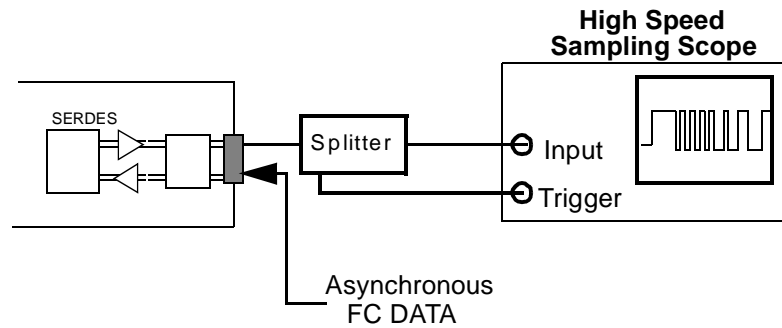 High Speed
Sampling Scope
SERDES
Splitter
Input
Trigger
Asynchronous
FC DATA